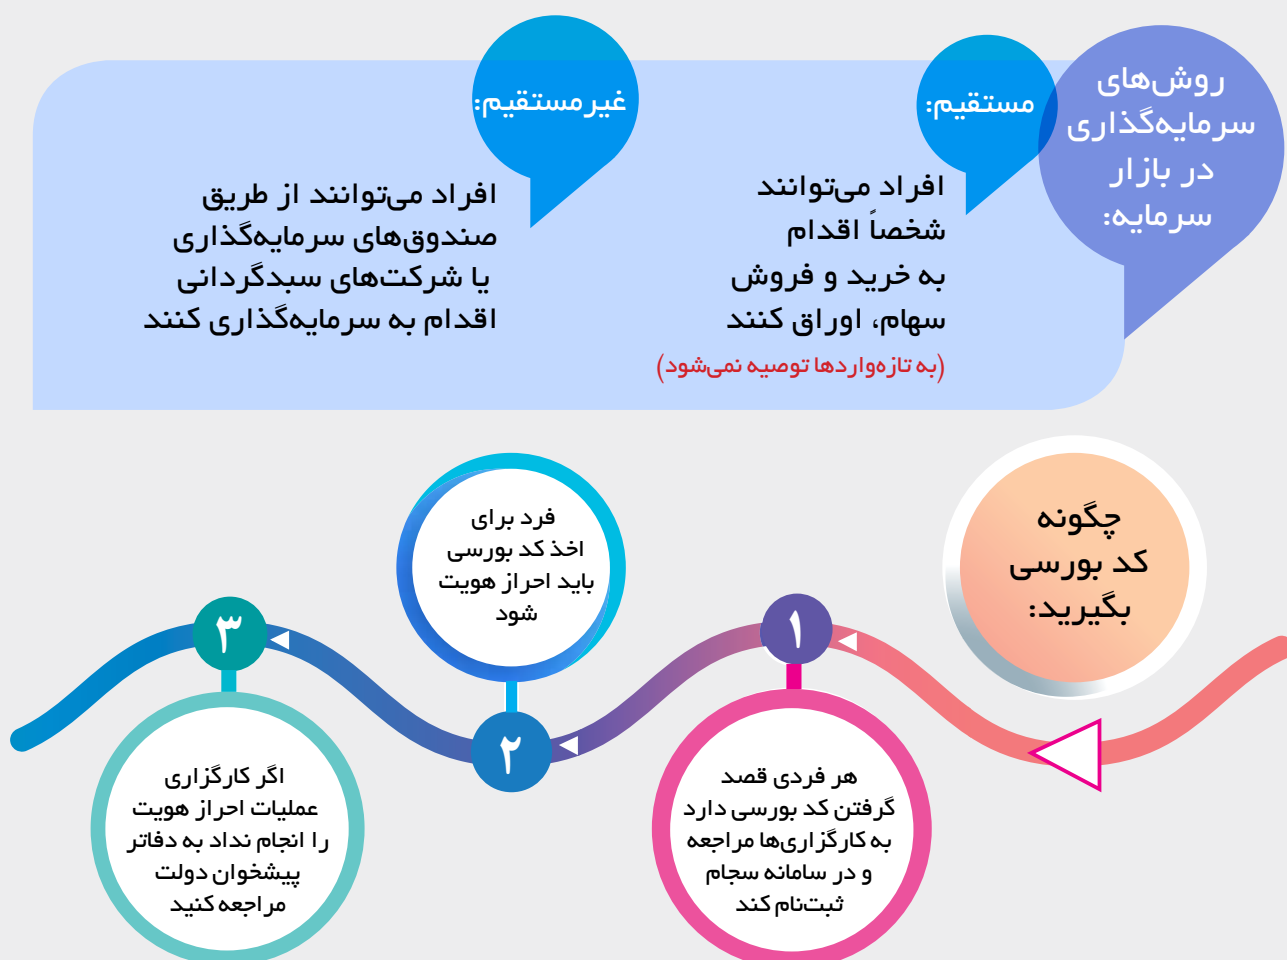 روش‌های
سرمایه‌گذاری
در بازار
سرمایه:
مستقیم:
افراد می‌توانند
شخصاً اقدام
به خرید و فروش
سهام، اوراق کنند
(به تازه‌واردها توصیه نمی‌شود)
غیرمستقیم:
افراد می‌توانند از طریق
صندوق‌های سرمایه‌گذاری
یا شرکت‌های سبدگردانی
اقدام به سرمایه‌گذاری کنند
چگونه
کد بورسی
بگیرید:
۱
هر فردی قصد
گرفتن کد بورسی دارد
به کارگزاری‌ها مراجعه
و در سامانه سجام
ثبت‌نام کند
۲
فرد برای
اخذ کد بورسی
باید احراز هویت
شود
۳
اگر کارگزاری
عملیات احراز هویت
را انجام نداد به دفاتر
پیشخوان دولت
مراجعه کنید